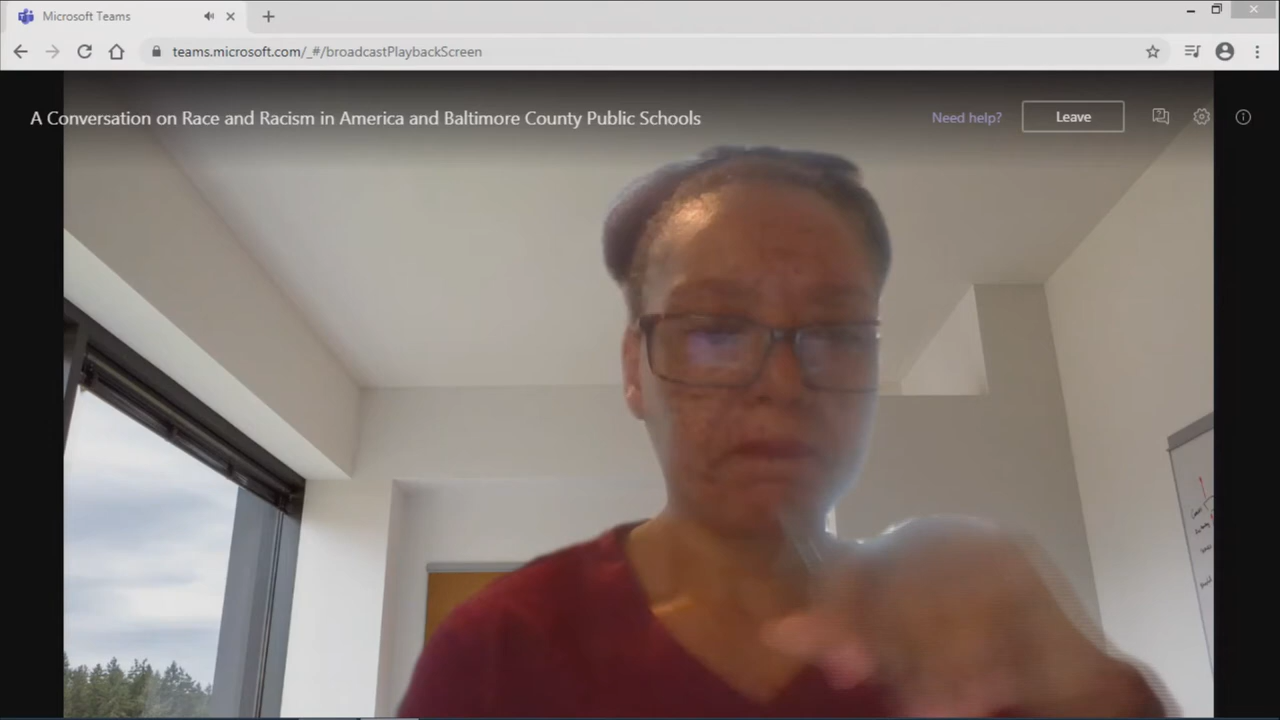 Microsoft Teams
teams.microsoft.com/_#/broadcastPlaybackScreen
A Conversation on Race and Racism in America and Baltimore County Public Schools
Need help?
Leave